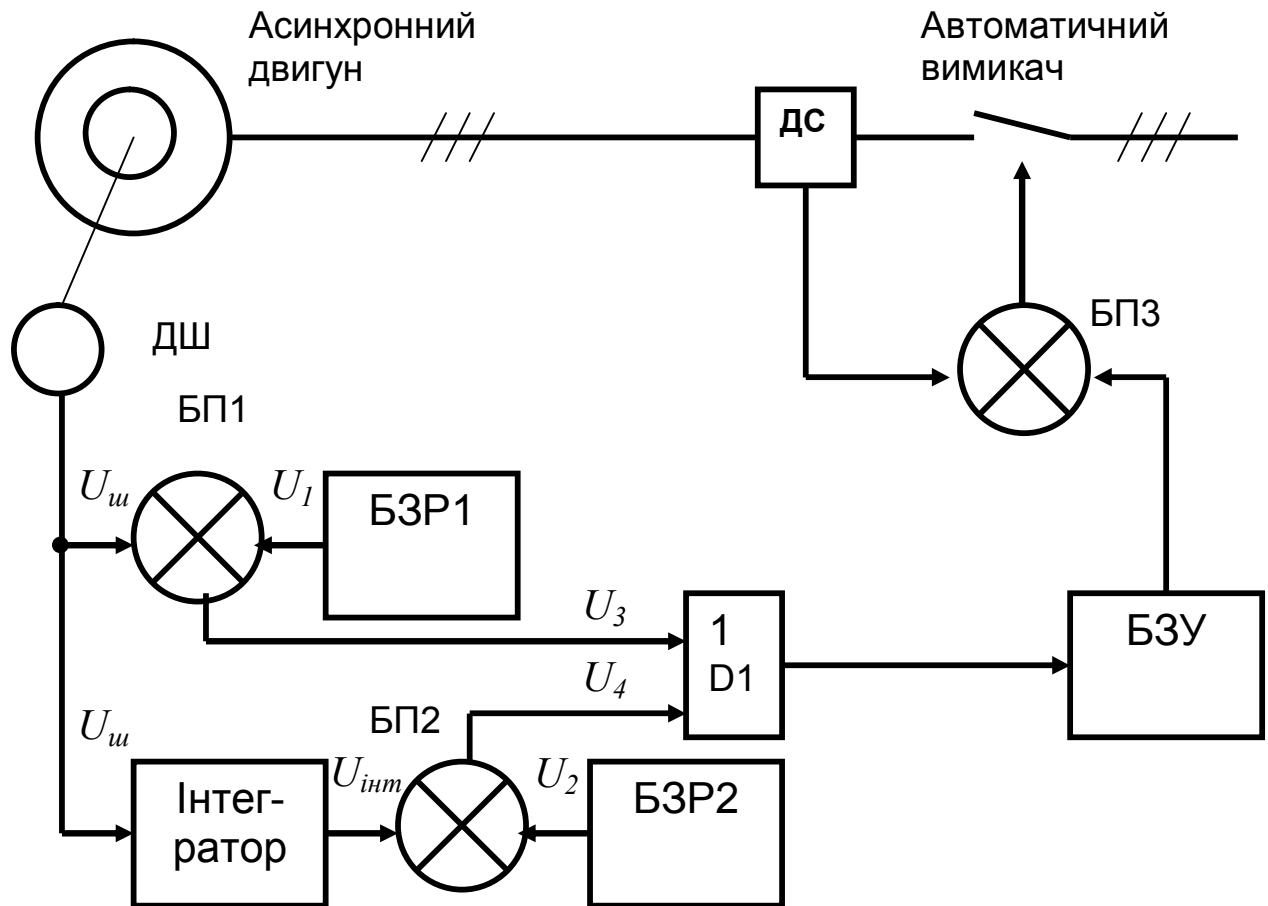 Асинхронний
двигун
Автоматичний
вимикач
ДС
БП3
ДШ
БП1
Uш
U1
БЗР1
U3
1
D1
БЗУ
U4
БП2
Uш
Інтег-
ратор
Uінт
U2
БЗР2